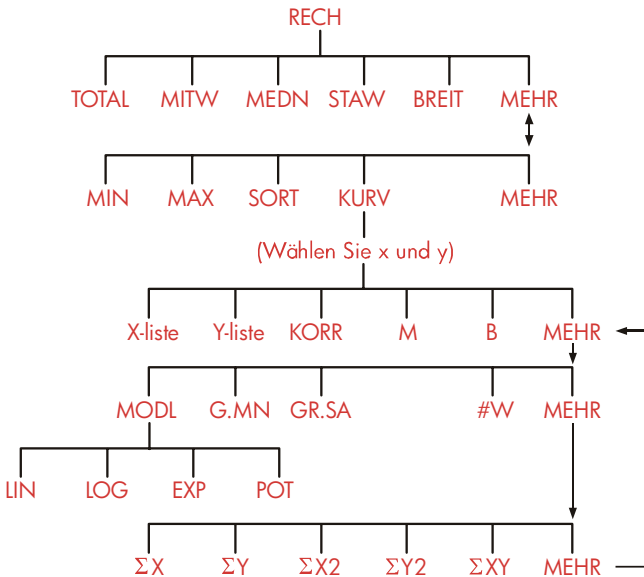 RECH
TOTAL MITW MEDN STAW BREIT MEHR
MIN MAX SORT KURV MEHR
(Wählen Sie x und y)
X-liste Y-liste KORR M B MEHR
MODL G.MN GR.SA #W MEHR
LIN LOG EXP POT
ΣX ΣY ΣX2 ΣY2 ΣXY MEHR